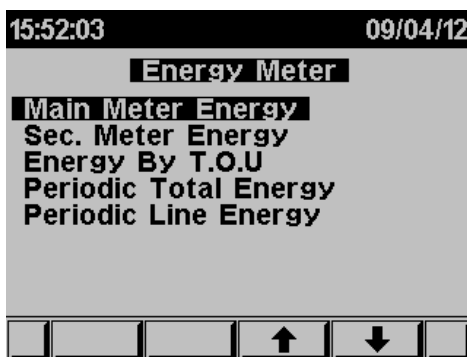 15:52:03 09/04/12
Energy Meter
Main Meter Energy
Sec. Meter Energy
Energy By T.O.U
Periodic Total Energy
Periodic Line Energy